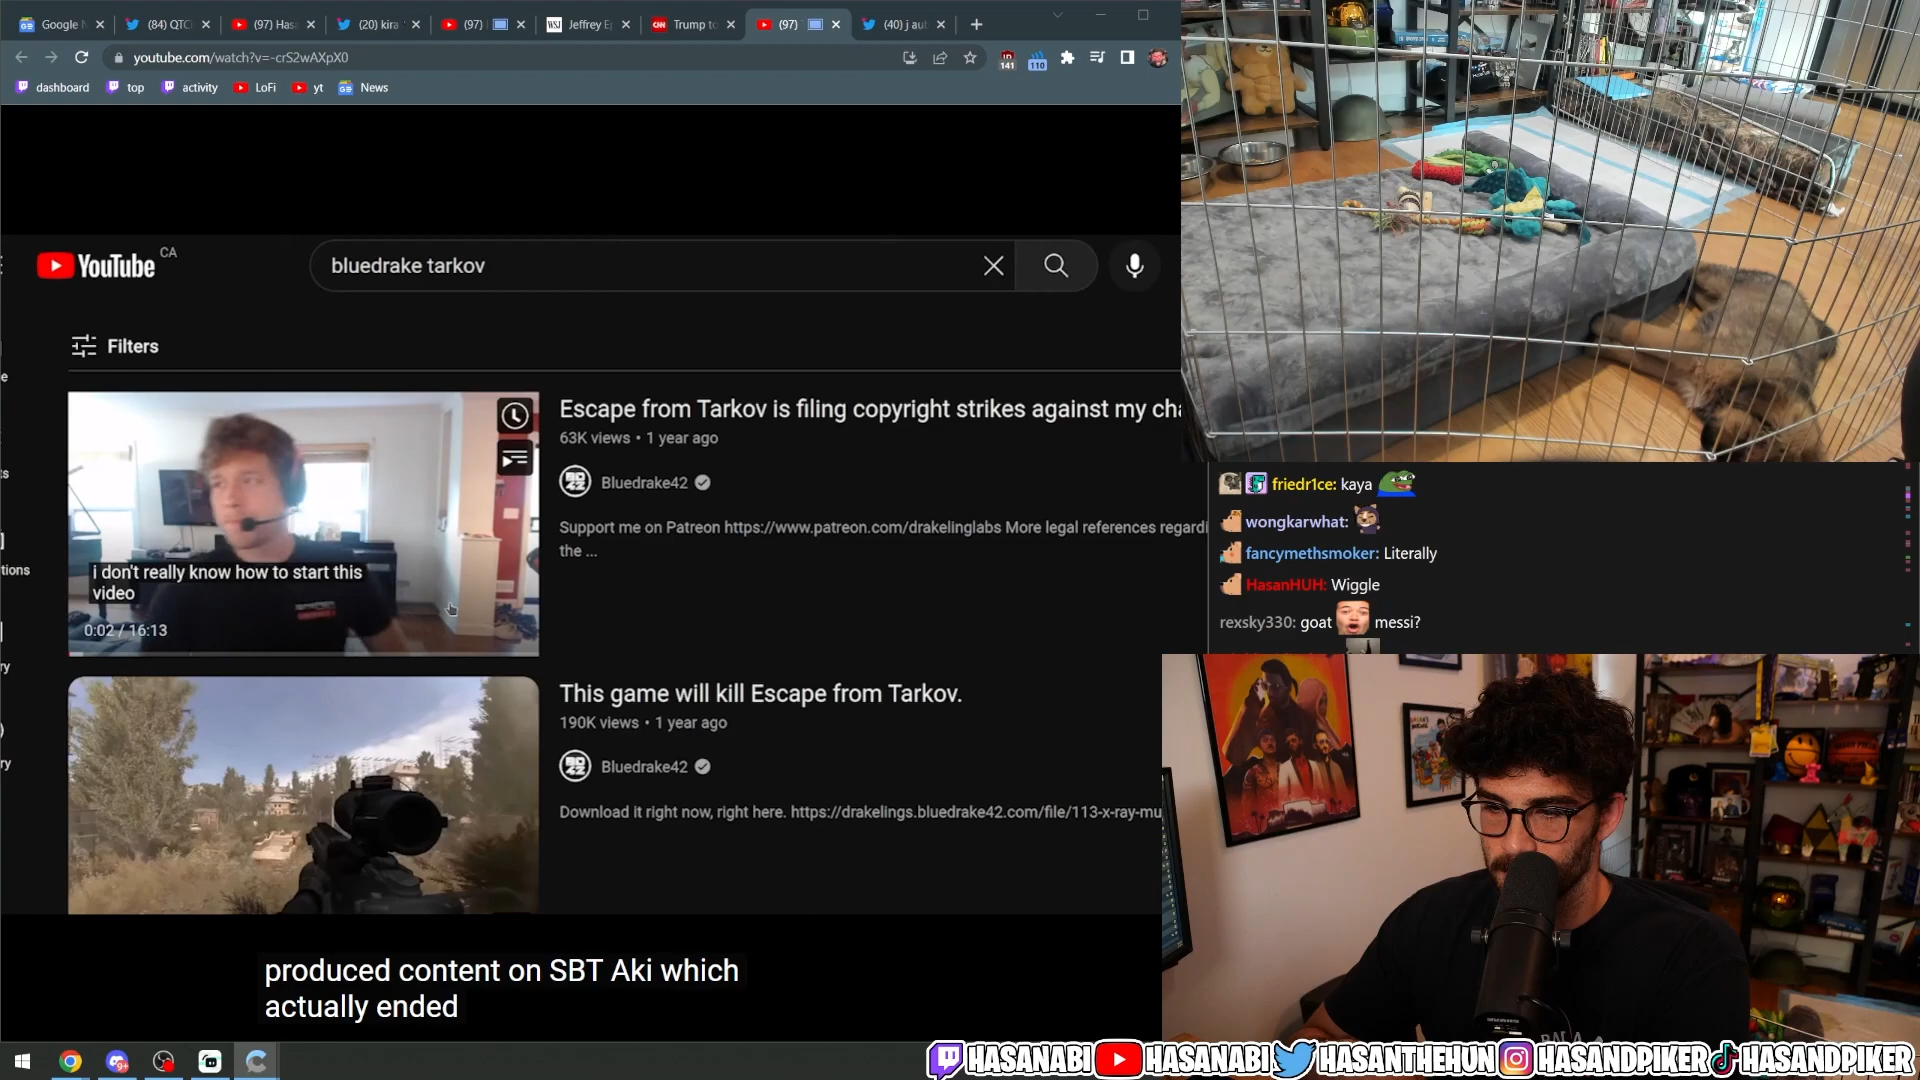 Google N
(84) QTC
(97) Has
(20) kira
(97)
WSJ
Jeffrey E
CNN
Trump to
(97)
(40) j aut
youtube.com/watch?v=-crS2wAXpX0
141
110
dashboard
top
activity
LoFi
yt
News
YouTube
CA
bluedrake tarkov
Filters
i don't really know how to start this
video
0:02 / 16:13
Escape from Tarkov is filing copyright strikes against my cha
63K views • 1 year ago
Bluedrake42
Support me on Patreon https://www.patreon.com/drakelinglabs More legal references regardi
the ...
tions
This game will kill Escape from Tarkov.
190K views • 1 year ago
Bluedrake42
Download it right now, right here. https://drakelings.bluedrake42.com/file/113-x-ray-mu
produced content on SBT Aki which
actually ended
friedr1ce: kaya
wongkarwhat:
fancymethsmoker: Literally
HasanHUH: Wiggle
rexsky330: goat messi?
HASANABI HASANABI HASANTHEHUN HASANDPIKER HASANDPIKER